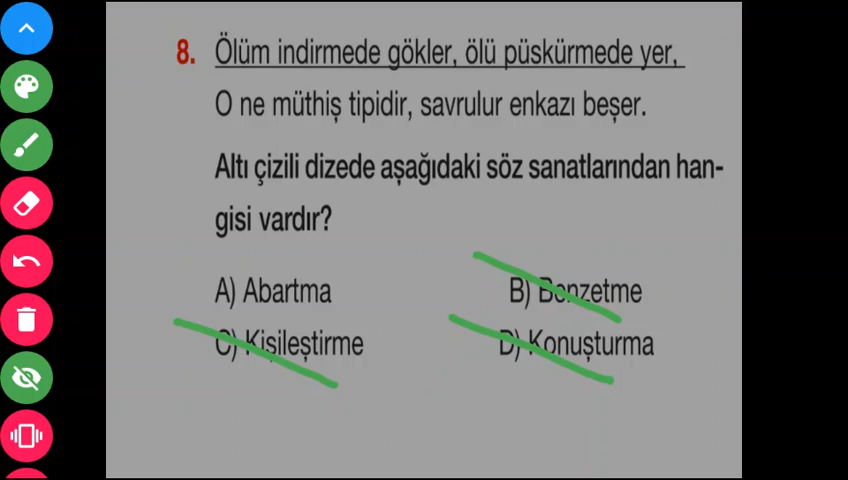 8. Ölüm indirmede gökler, ölü püskürmede yer,
O ne müthiş tipidir, savrulur enkazı beşer.
Altı çizili dizede aşağıdaki söz sanatlarından han-
gisi vardır?
A) Abartma B) Benzetme
C) Kişileştirme D) Konuşturma